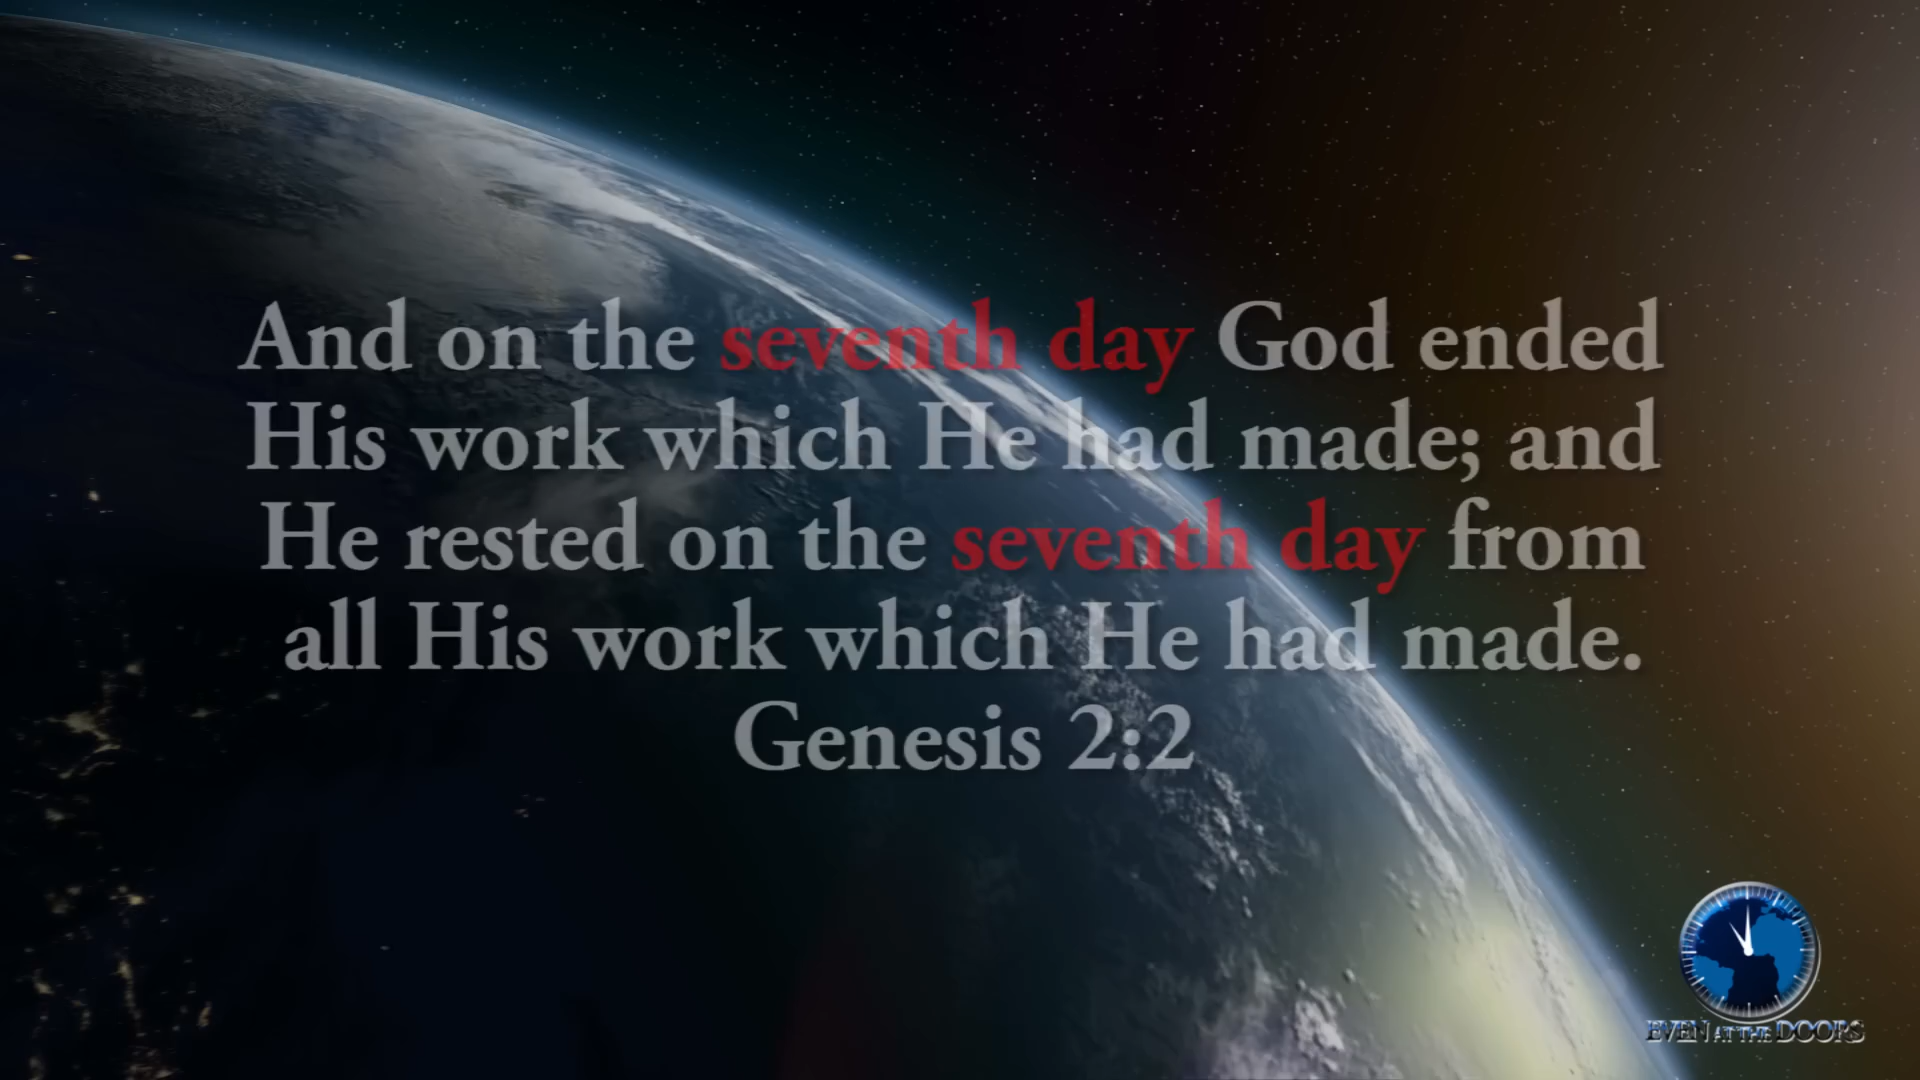 And on the seventh day God ended
His work which He had made; and
He rested on the seventh day from
all His work which He had made.
Genesis 2:2
EVEN AT THE DOORS